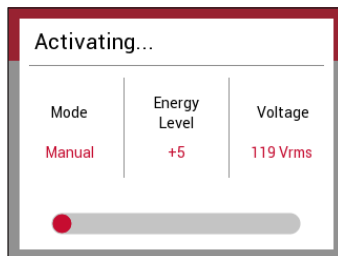 Activating...
Mode
Manual
Energy
Level
+5
Voltage
119 Vrms